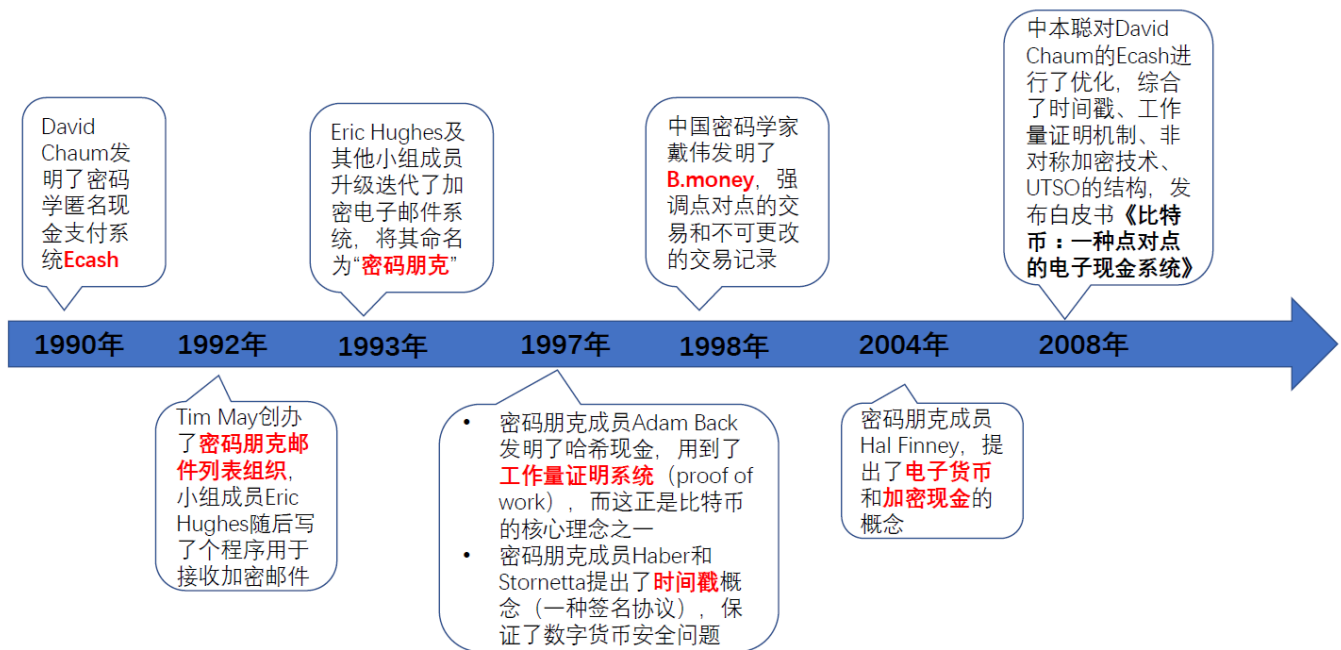 David
Chaum发
明了密码
学匿名现
金支付系
统Ecash
Eric Hughes及
其他小组成员
升级迭代了加
密电子邮件系
统，将其命名
为“密码朋克”
中国密码学家
戴伟发明了
B.money，强
调点对点的交
易和不可更改
的交易记录
中本聪对David
Chaum的Ecash进
行了优化，综合
了时间戳、工作
量证明机制、非
对称加密技术、
UTSO的结构，发
布白皮书《比特
币：一种点对点
的电子现金系统》
1990年 1992年 1993年 1997年 1998年 2004年 2008年
Tim May创办
了密码朋克邮
件列表组织，
小组成员Eric
Hughes随后写
了个程序用于
接收加密邮件
• 密码朋克成员Adam Back
发明了哈希现金，用到了
工作量证明系统（proof of
work），而这正是比特币
的核心理念之一
• 密码朋克成员Haber和
Stornetta提出了时间戳概
念（一种签名协议），保
证了数字货币安全问题
密码朋克成员
Hal Finney，提
出了电子货币
和加密现金的
概念